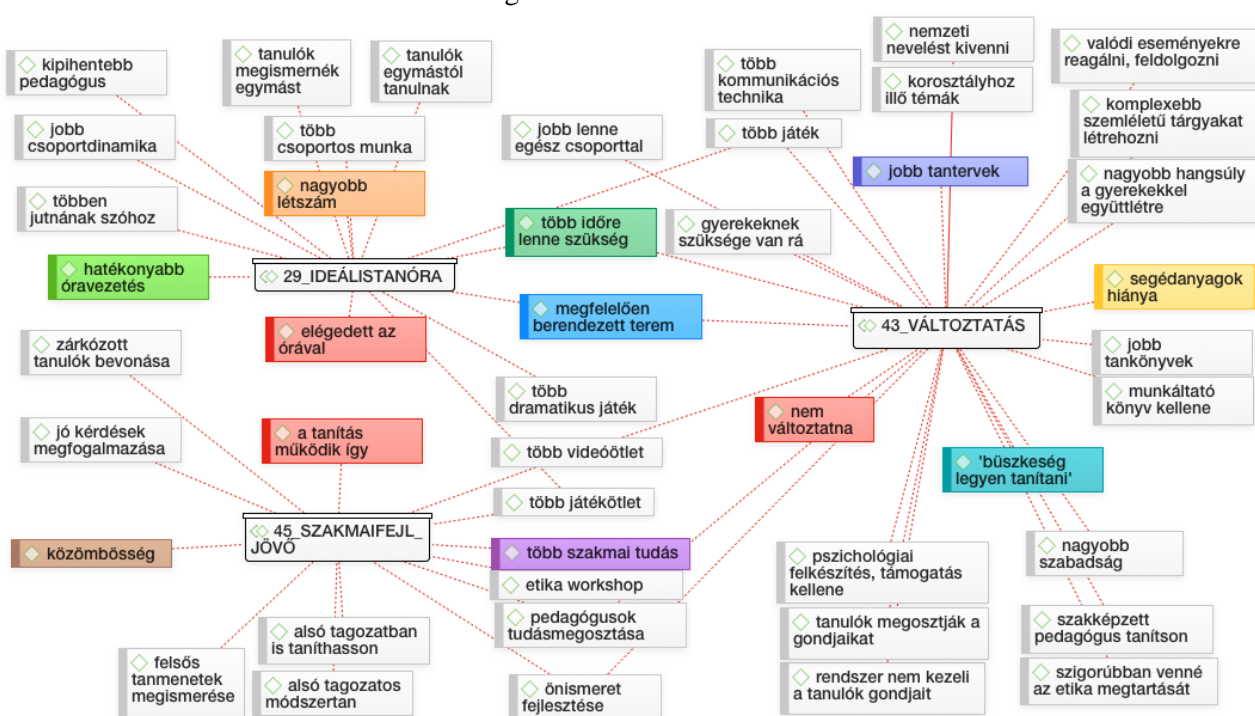 nemzeti
nevelést kivenni
kipihentebb
pedagógus
tanulók
megismernék
egymást
tanulók
egymástól
tanulnak
több
kommunikációs
technika
korosztályhoz
illő témák
valódi eseményekre
reagálni, feldolgozni
komplexebb
szemléletű tárgyakat
létrehozni
jobb
csoportdinamika
több
csoportos munka
jobb lenne
egész csoporttal
több játék
jobb tantervek
nagyobb hangsúly
a gyerekekkel
együttlétre
többen
jutnának szóhoz
nagyobb
létszám
több időre
lenne szükség
gyerekeknek
szüksége van rá
hatékonyabb
óravezetés
29_IDEÁLISTANÓRA
segédanyagok
hiánya
megfelelően
berendezett terem
43_VÁLTOZTATÁS
elégedett az
órával
zárkózott
tanulók bevonása
jobb
tankönyvek
több
dramatikus játék
munkáltató
könyv kellene
nem
változtatna
jó kérdések
megfogalmazása
a tanítás
működik így
több videóötlet
'büszkeség
legyen tanítani'
több játékötlet
45_SZAKMAIFEJL_
JÖVŐ
közömbösség
több szakmai tudás
etika workshop
pszichológiai
felkészítés, támogatás
kellene
nagyobb
szabadság
pedagógusok
tudásmegosztása
alsó tagozatban
is taníthasson
tanulók megosztják a
gondjaikat
szakképzett
pedagógus tanítson
felsős
tanmenetek
megismerése
alsó tagozatos
módszertan
önismeret
fejlesztése
rendszer nem kezeli
a tanulók gondjait
szigorúbban venné
az etika megtartását